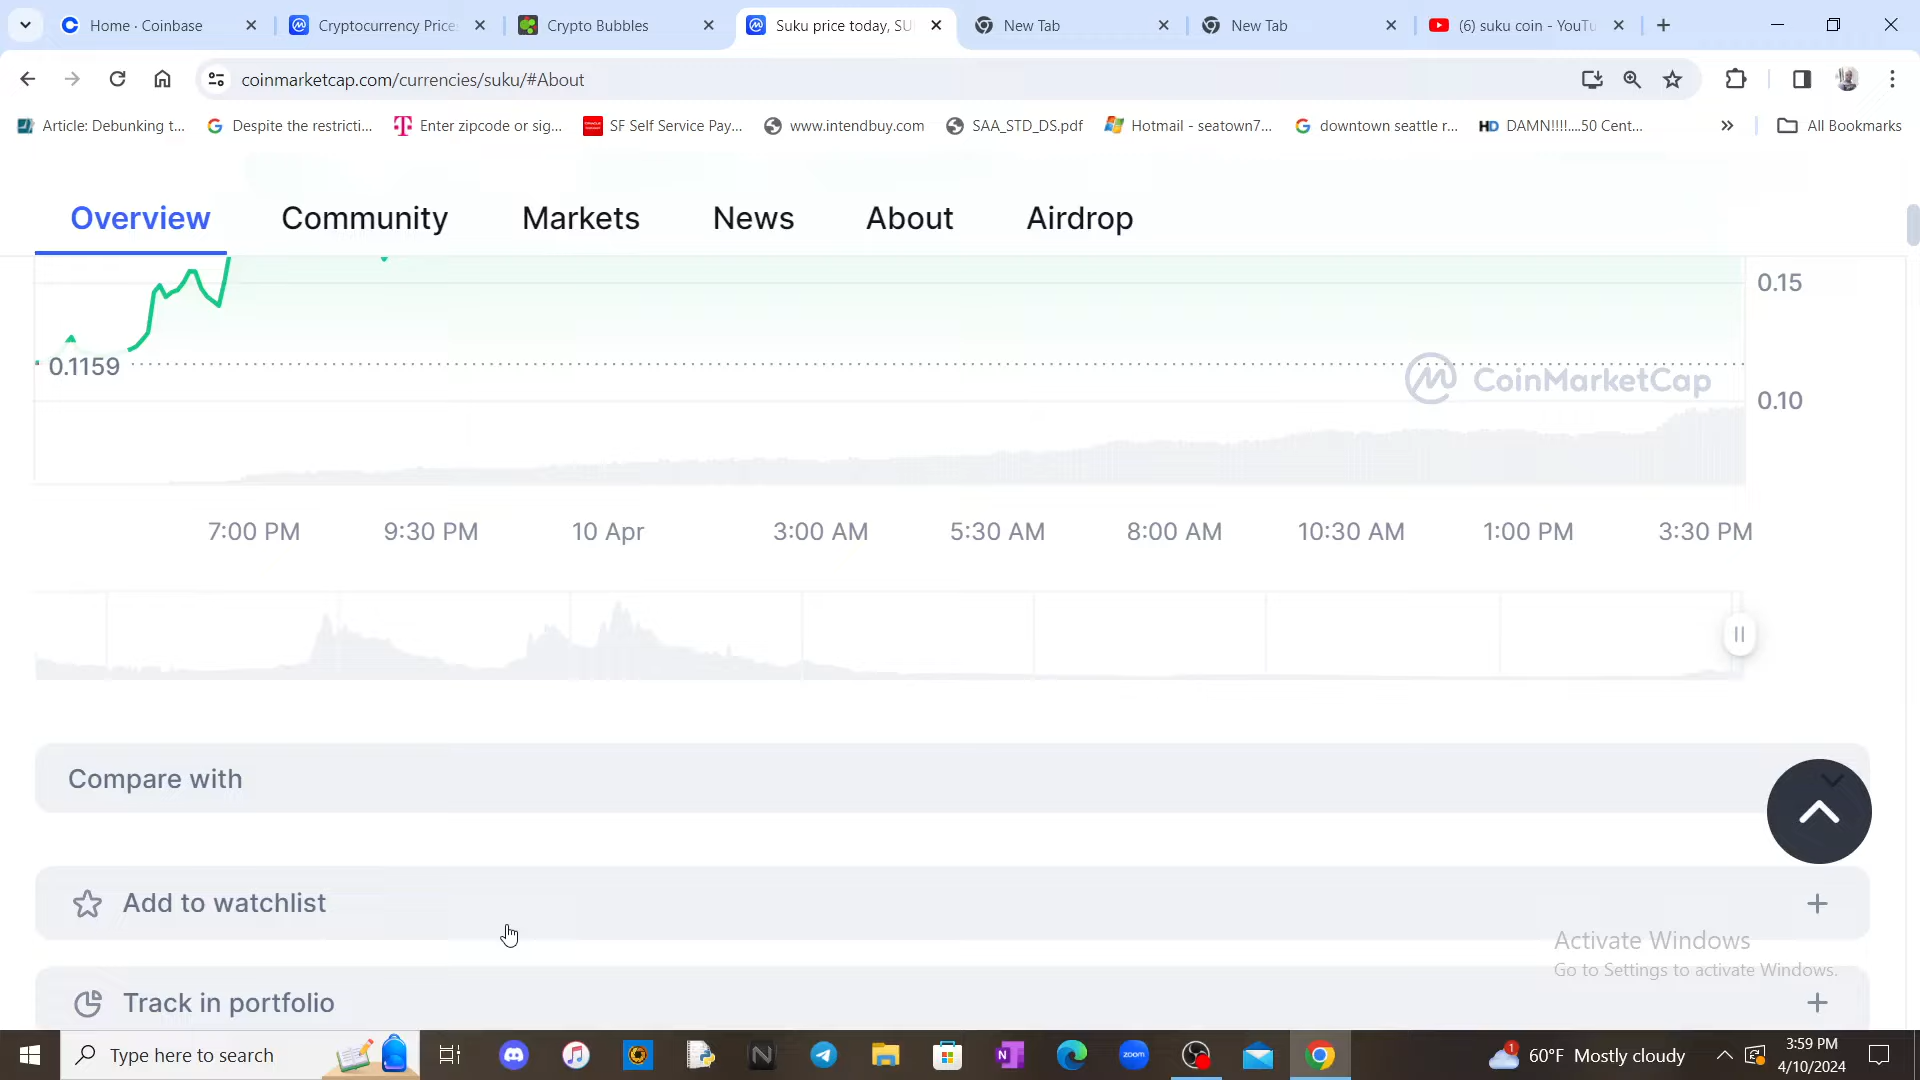 Home - Coinbase
Cryptocurrency Price
Crypto Bubbles
Suku price today, SU
New Tab
New Tab
(6) suku coin - YouTu
coinmarketcap.com/currencies/suku/#About
Article: Debunking t...
Despite the restricti...
Enter zipcode or sig...
SF Self Service Pay...
www.intendbuy.com
SAA_STD_DS.pdf
Hotmail - seatown7...
downtown seattle r...
HD DAMN!!!!....50 Cent...
All Bookmarks
Overview
Community
Markets
News
About
Airdrop
0.15
0.1159
CoinMarketCap
0.10
7:00 PM
9:30 PM
10 Apr
3:00 AM
5:30 AM
8:00 AM
10:30 AM
1:00 PM
3:30 PM
Compare with
Add to watchlist
Activate Windows
Go to Settings to activate Windows.
Track in portfolio
Type here to search
zoom
1
60°F Mostly cloudy
3:59 PM
4/10/2024